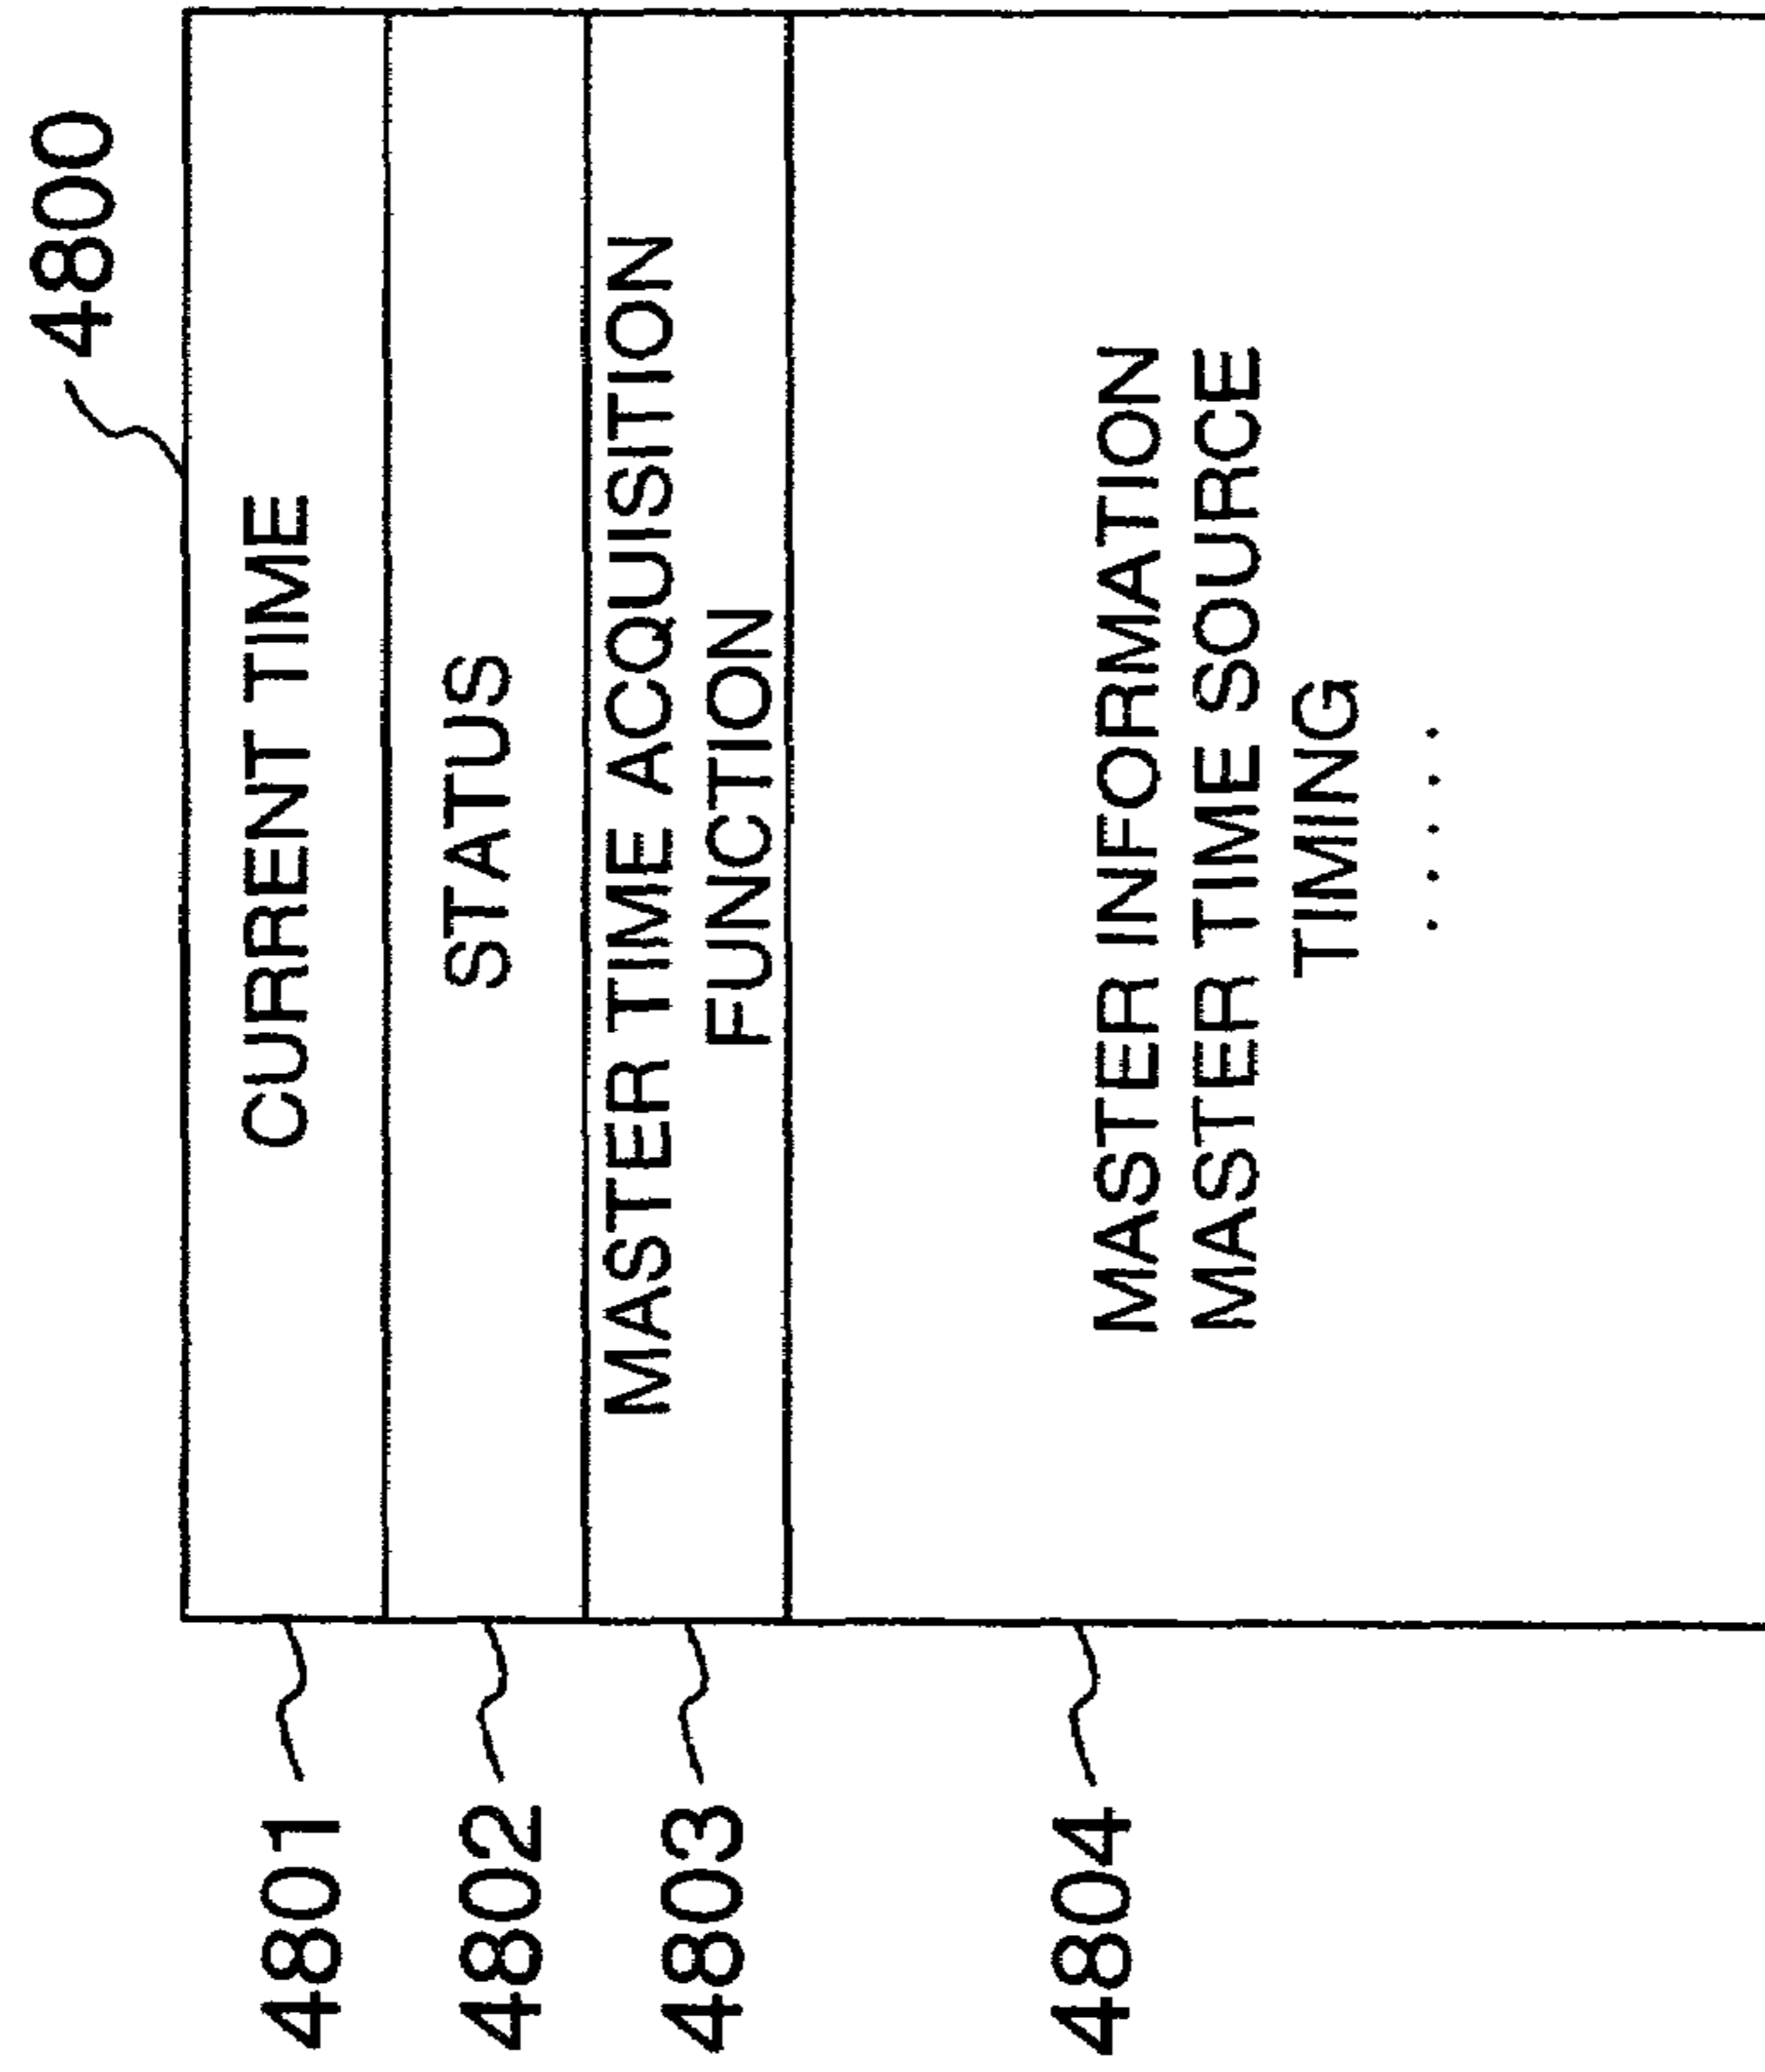 4800
4801
CURRENT TIME
4802
STATUS
4803
MASTER TIME ACQUISITION
FUNCTION
4804
MASTER INFORMATION
MASTER TIME SOURCE
TIMING
.....